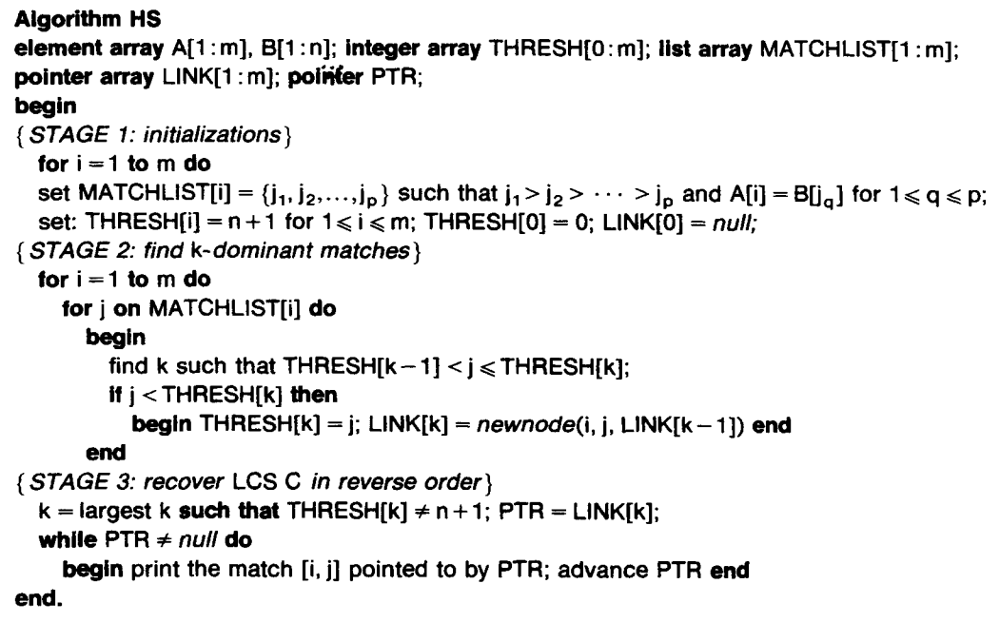 Algorithm HS
element array A[1:m], B[1:n]; integer array THRESH[0:m]; list array MATCHLIST[1:m];
pointer array LINK[1:m]; pointer PTR;
begin
{STAGE 1: initializations}
for i = 1 to m do
set MATCHLIST[i] = {j₁, j₂,...,jₚ} such that j₁ > j₂ > ··· > jₚ and A[i] = B[j_q] for 1 ⩽ q ⩽ p;
set: THRESH[i] = n + 1 for 1 ⩽ i ⩽ m; THRESH[0] = 0; LINK[0] = null;
{STAGE 2: find k-dominant matches}
for i = 1 to m do
for j on MATCHLIST[i] do
begin
find k such that THRESH[k − 1] < j ⩽ THRESH[k];
if j < THRESH[k] then
begin THRESH[k] = j; LINK[k] = newnode(i, j, LINK[k − 1]) end
end
{STAGE 3: recover LCS C in reverse order}
k = largest k such that THRESH[k] ≠ n + 1; PTR = LINK[k];
while PTR ≠ null do
begin print the match [i, j] pointed to by PTR; advance PTR end
end.